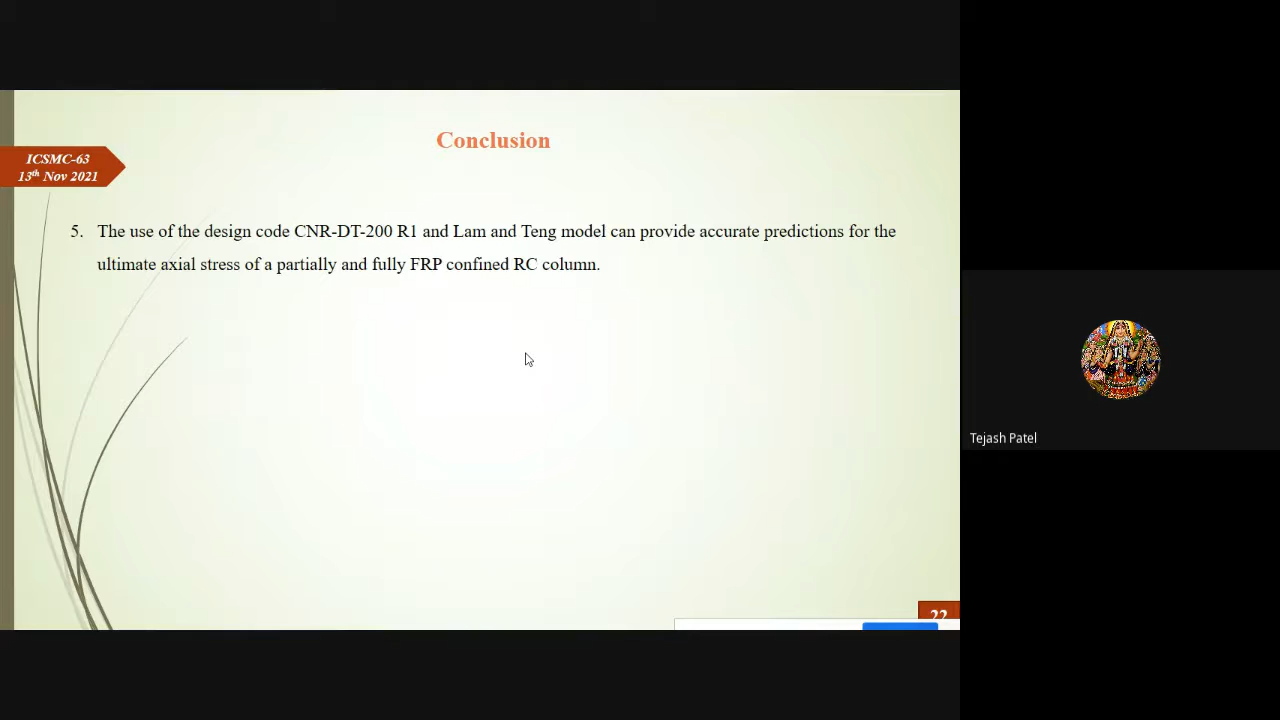 Conclusion
ICSMC-63
13th Nov 2021
5. The use of the design code CNR-DT-200 R1 and Lam and Teng model can provide accurate predictions for the
ultimate axial stress of a partially and fully FRP confined RC column.
Tejash Patel
22